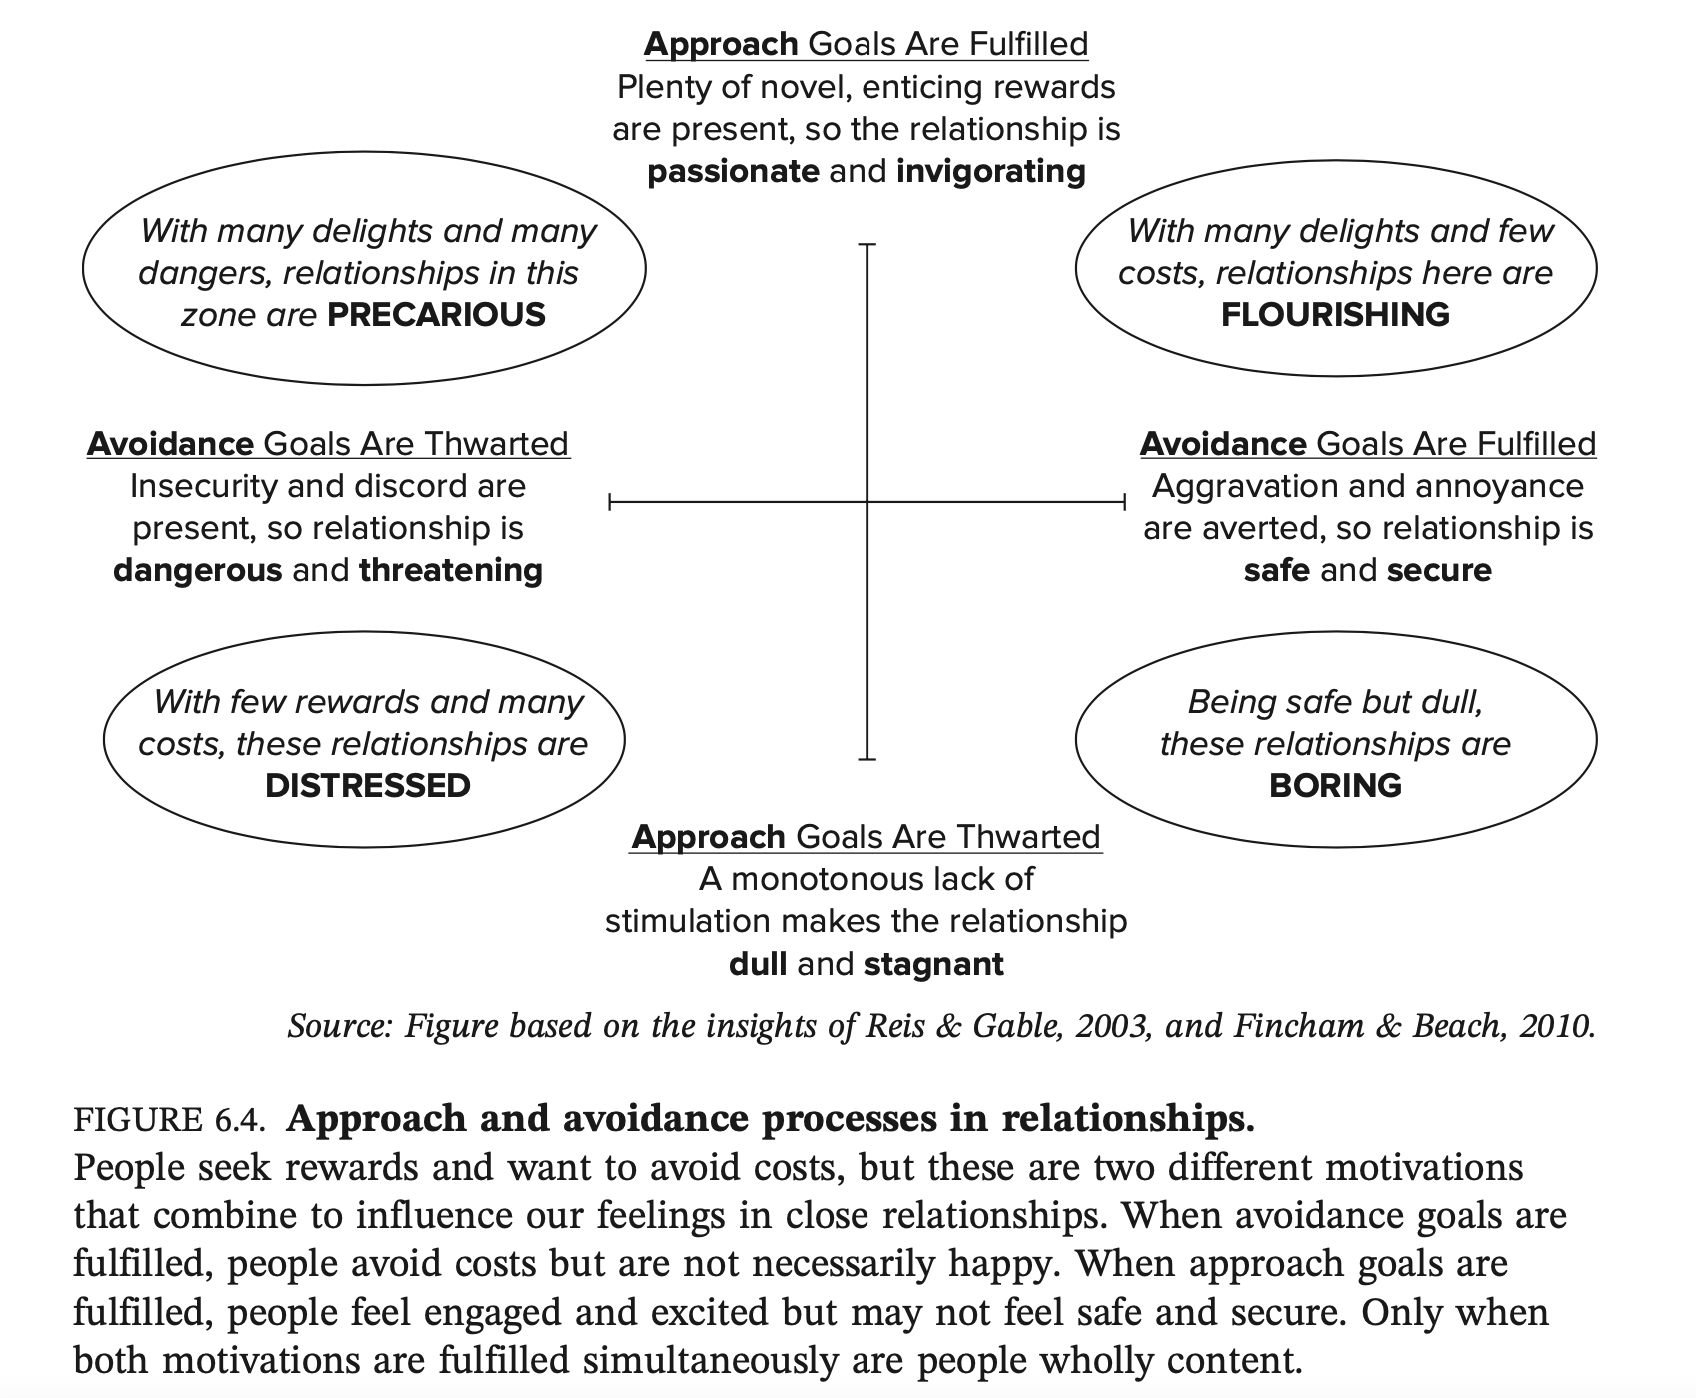 Approach Goals Are Fulfilled
Plenty of novel, enticing rewards
are present, so the relationship is
passionate and invigorating
With many delights and many
dangers, relationships in this
zone are PRECARIOUS
With many delights and few
costs, relationships here are
FLOURISHING
Avoidance Goals Are Thwarted
Insecurity and discord are
present, so relationship is
dangerous and threatening
Avoidance Goals Are Fulfilled
Aggravation and annoyance
are averted, so relationship is
safe and secure
With few rewards and many
costs, these relationships are
DISTRESSED
Being safe but dull,
these relationships are
BORING
Approach Goals Are Thwarted
A monotonous lack of
stimulation makes the relationship
dull and stagnant
Source: Figure based on the insights of Reis & Gable, 2003, and Fincham & Beach, 2010.
FIGURE 6.4. Approach and avoidance processes in relationships.
People seek rewards and want to avoid costs, but these are two different motivations
that combine to influence our feelings in close relationships. When avoidance goals are
fulfilled, people avoid costs but are not necessarily happy. When approach goals are
fulfilled, people feel engaged and excited but may not feel safe and secure. Only when
both motivations are fulfilled simultaneously are people wholly content.